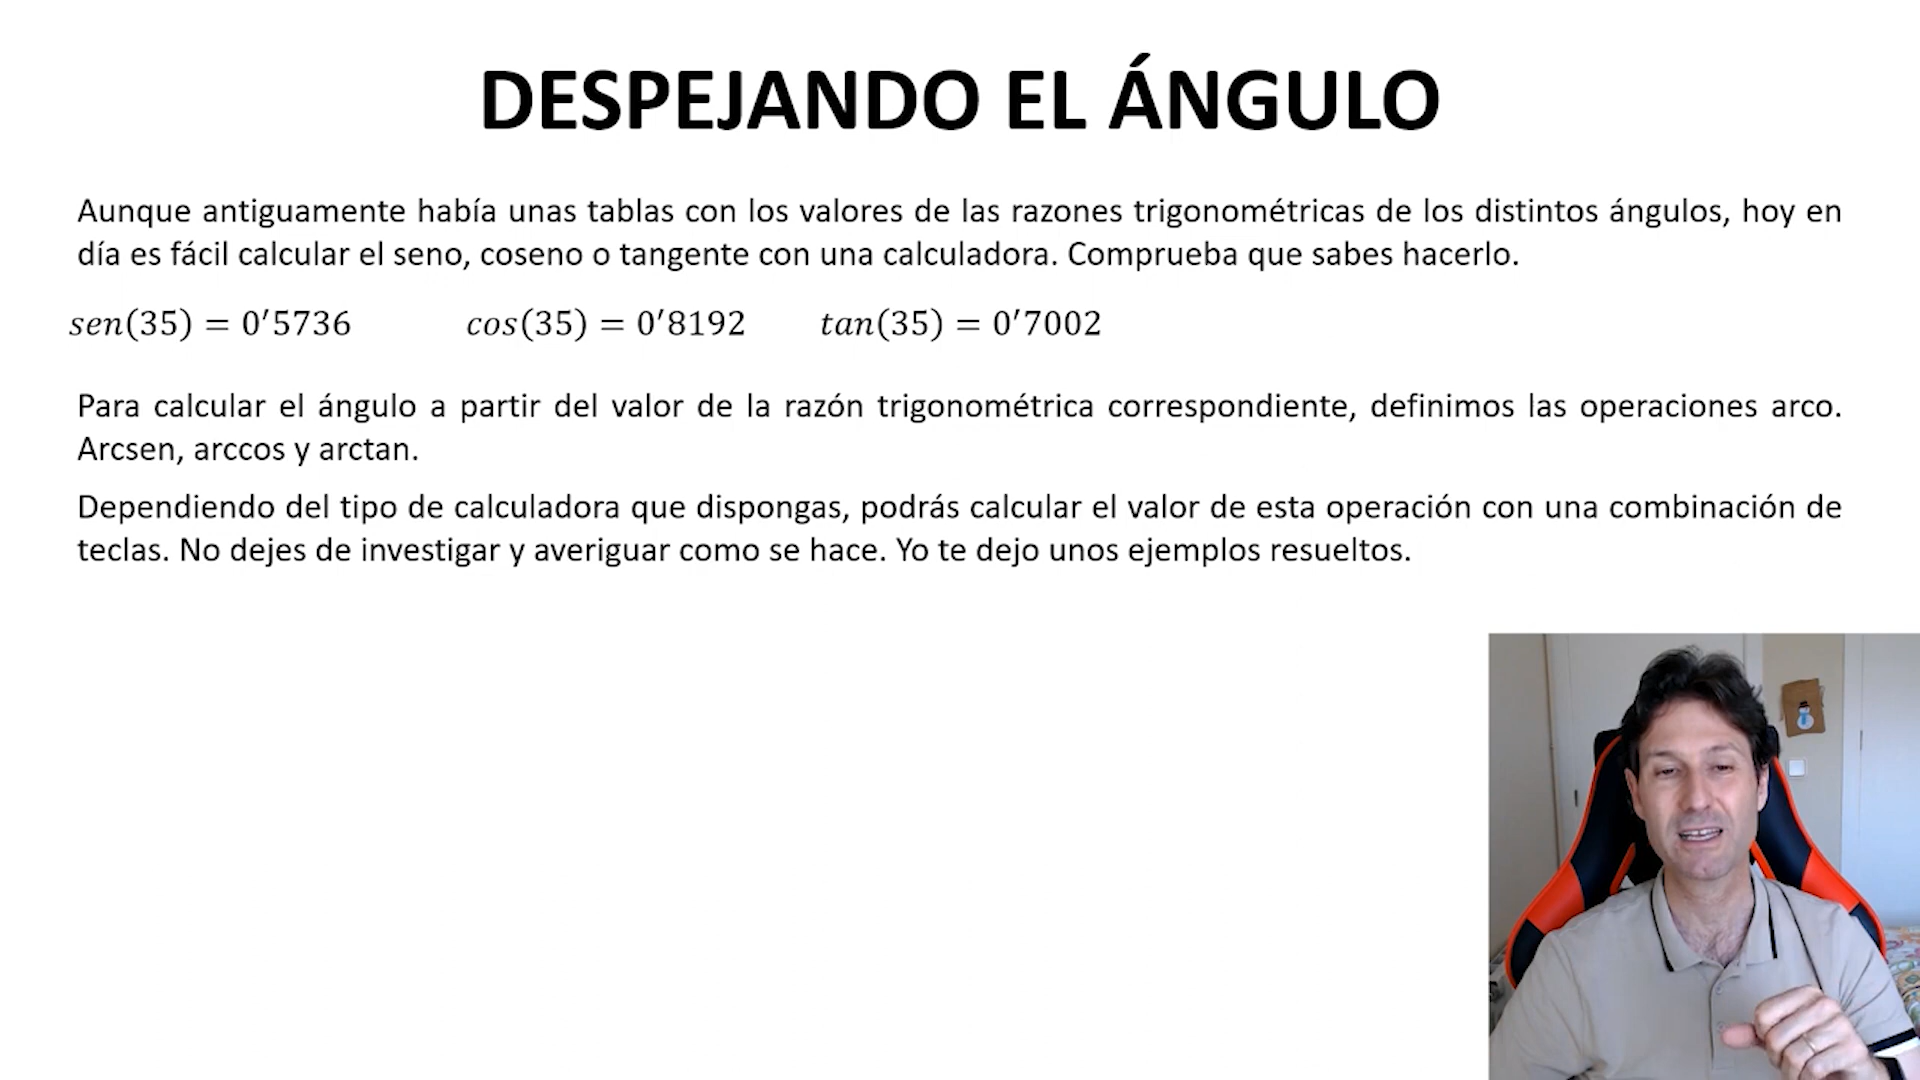 DESPEJANDO EL ÁNGULO
Aunque antiguamente había unas tablas con los valores de las razones trigonométricas de los distintos ángulos, hoy en
día es fácil calcular el seno, coseno o tangente con una calculadora. Comprueba que sabes hacerlo.
sen(35) = 0′5736 cos(35) = 0′8192 tan(35) = 0′7002
Para calcular el ángulo a partir del valor de la razón trigonométrica correspondiente, definimos las operaciones arco.
Arcsen, arccos y arctan.
Dependiendo del tipo de calculadora que dispongas, podrás calcular el valor de esta operación con una combinación de
teclas. No dejes de investigar y averiguar como se hace. Yo te dejo unos ejemplos resueltos.